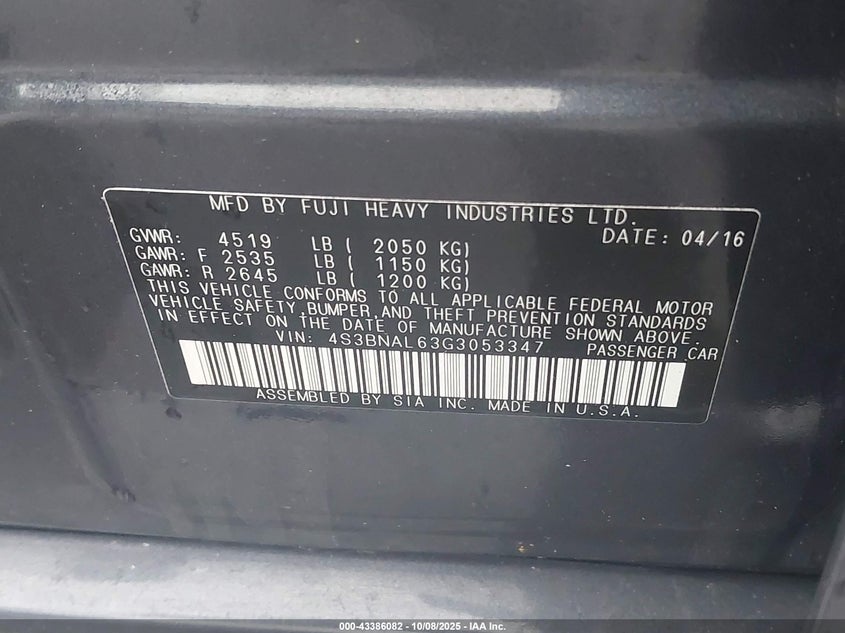 MFD BY FUJI HEAVY INDUSTRIES LTD.
GVWR: 4519 LB ( 2050 KG) DATE: 04/16
GAWR: F 2535 LB ( 1150 KG)
GAWR: R 2645 LB ( 1200 KG)
THIS VEHICLE CONFORMS TO ALL APPLICABLE FEDERAL MOTOR
VEHICLE SAFETY, BUMPER, AND THEFT PREVENTION STANDARDS
IN EFFECT ON THE DATE OF MANUFACTURE SHOWN ABOVE.
VIN: 4S3BNAL63G3053347 PASSENGER CAR
ASSEMBLED BY SIA INC. MADE IN U.S.A.
000-43386082 - 10/08/2025 - IAA Inc.